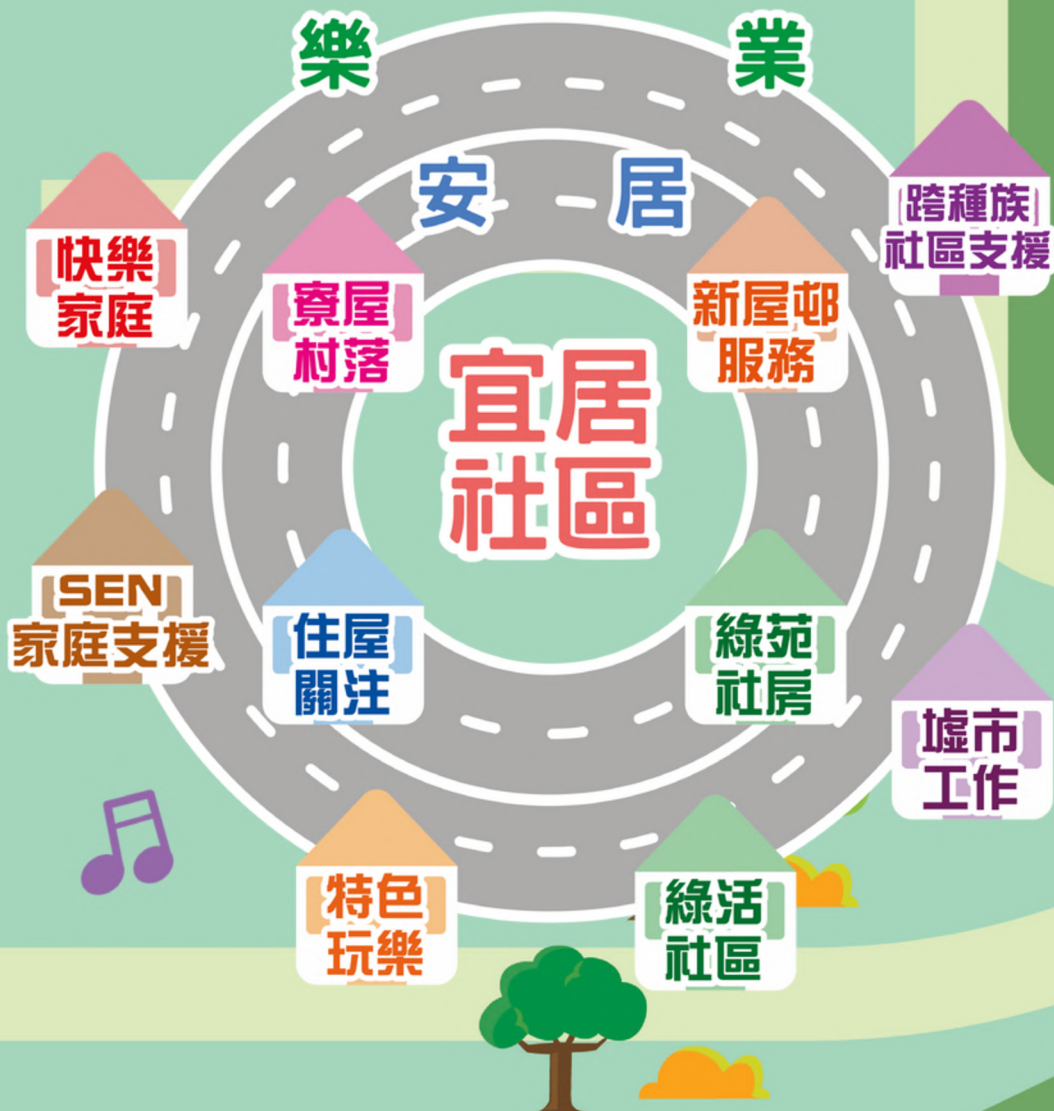 樂 業
安 居
快樂
家庭
寮屋
村落
新屋邨
服務
跨種族
社區支援
宜居
社區
SEN
家庭支援
住屋
關注
綠苑
社房
墟市
工作
特色
玩樂
綠活
社區